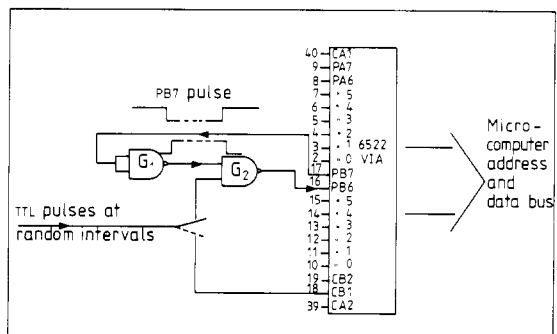 40 CA1
9 PA7
8 PA6
7 " 5
6 " 4
5 " 3
4 " 2
3 " 1
2 " 0
17 PB7
16 PB6
15 " 5
14 " 4
13 " 3
12 " 2
11 " 1
10 " 0
19 CB2
18 CB1
39 CA2
6522
VIA
PB7 pulse
G1
G2
TTL pulses at
random intervals
Micro-
computer
address
and
data bus